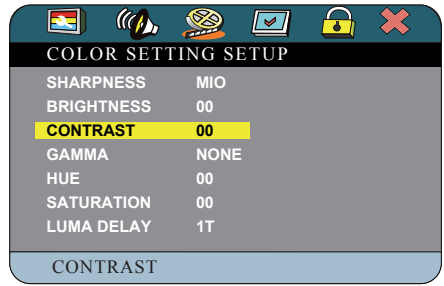 COLOR SETTING SETUP
SHARPNESS MIO
BRIGHTNESS 00
CONTRAST 00
GAMMA NONE
HUE 00
SATURATION 00
LUMA DELAY 1T
CONTRAST